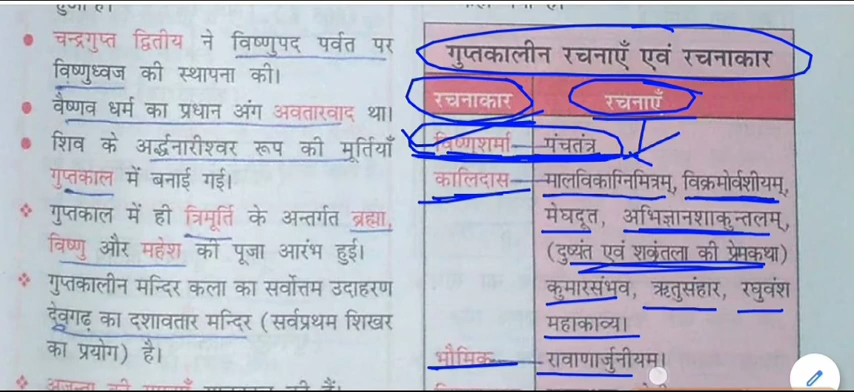 हुआ है।
चन्द्रगुप्त द्वितीय ने विष्णुपद पर्वत पर
विष्णुध्वज की स्थापना की।
वैष्णव धर्म का प्रधान अंग अवतारवाद था।
शिव के अर्द्धनारीश्वर रूप की मूर्तियाँ
गुप्तकाल में बनाई गई।
गुप्तकाल में ही त्रिमूर्ति के अन्तर्गत ब्रह्मा,
विष्णु और महेश की पूजा आरंभ हुई।
गुप्तकालीन मन्दिर कला का सर्वोत्तम उदाहरण
देवगढ़ का दशावतार मन्दिर (सर्वप्रथम शिखर
का प्रयोग) है।
गुप्तकालीन रचनाएँ एवं रचनाकार
रचनाकार रचनाएँ
विष्णुशर्मा पंचतंत्र
कालिदास मालविकाग्निमित्रम्, विक्रमोर्वशीयम्,
मेघदूत, अभिज्ञानशाकुन्तलम्,
(दुष्यंत एवं शकुंतला की प्रेमकथा)
कुमारसंभव, ऋतुसंहार, रघुवंश
महाकाव्य।
भौमिक रावाणार्जुनीयम।